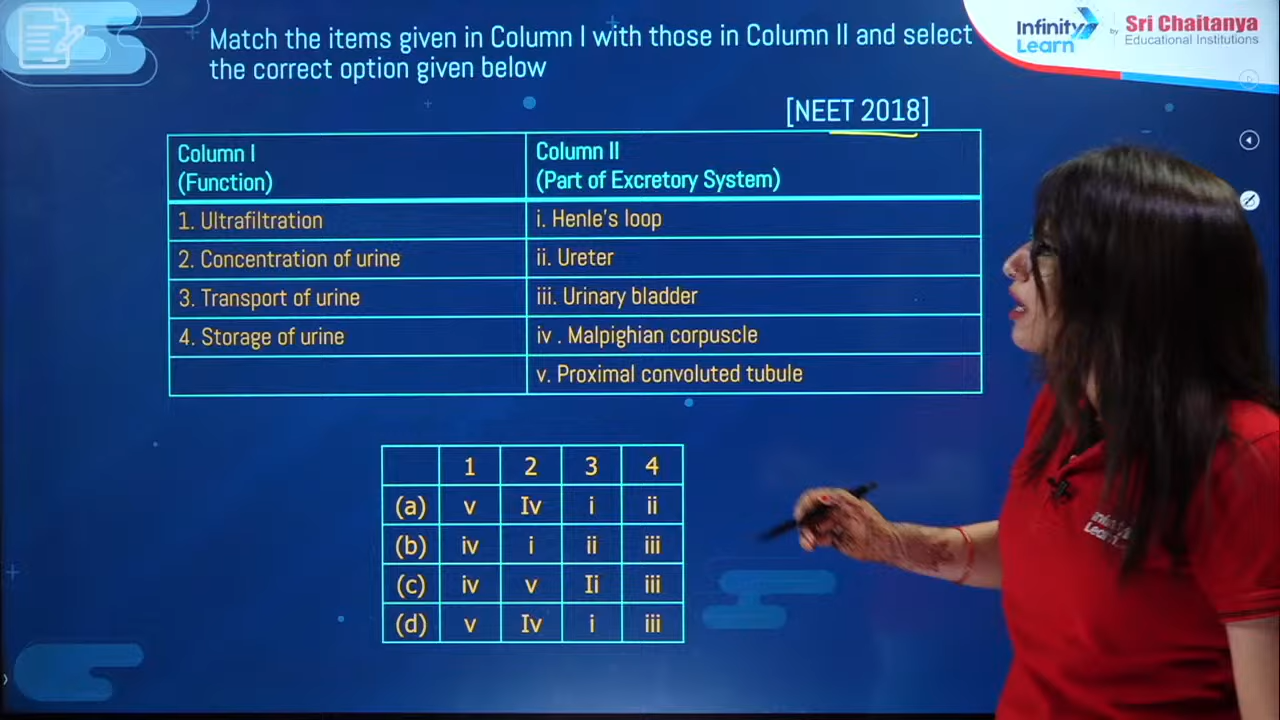 Match the items given in Column I with those in Column II and select
the correct option given below
Infinity
Learn
by
Sri Chaitanya
Educational Institutions
[NEET 2018]
Column I
(Function)
Column II
(Part of Excretory System)
1. Ultrafiltration
i. Henle's loop
2. Concentration of urine
ii. Ureter
3. Transport of urine
iii. Urinary bladder
4. Storage of urine
iv . Malpighian corpuscle
v. Proximal convoluted tubule
1 2 3 4
(a) v Iv i ii
(b) iv i ii iii
(c) iv v Ii iii
(d) v Iv i iii